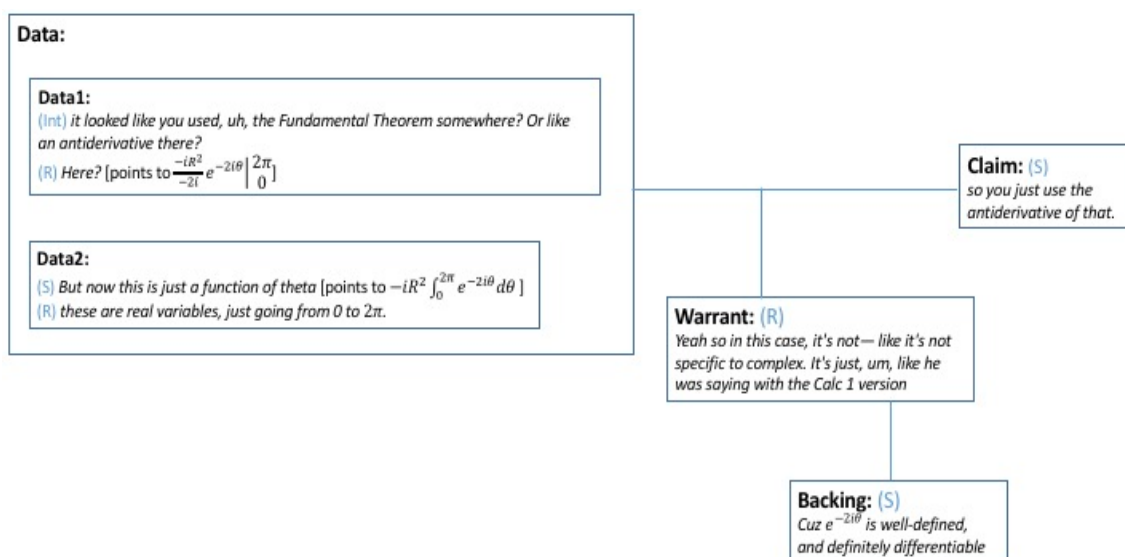 Data:
Data1:
(Int) it looked like you used, uh, the Fundamental Theorem somewhere? Or like
an antiderivative there?
(R) Here? [points to \frac{-iR^2}{-2i} e^{-2iθ} |_0^{2π}]
Data2:
(S) But now this is just a function of theta [points to −iR² ∫_0^{2π} e^{−2iθ} dθ ]
(R) these are real variables, just going from 0 to 2π.
Claim: (S)
so you just use the
antiderivative of that.
Warrant: (R)
Yeah so in this case, it's not— like it's not
specific to complex. It's just, um, like he
was saying with the Calc 1 version
Backing: (S)
Cuz e^{−2iθ} is well-defined,
and definitely differentiable